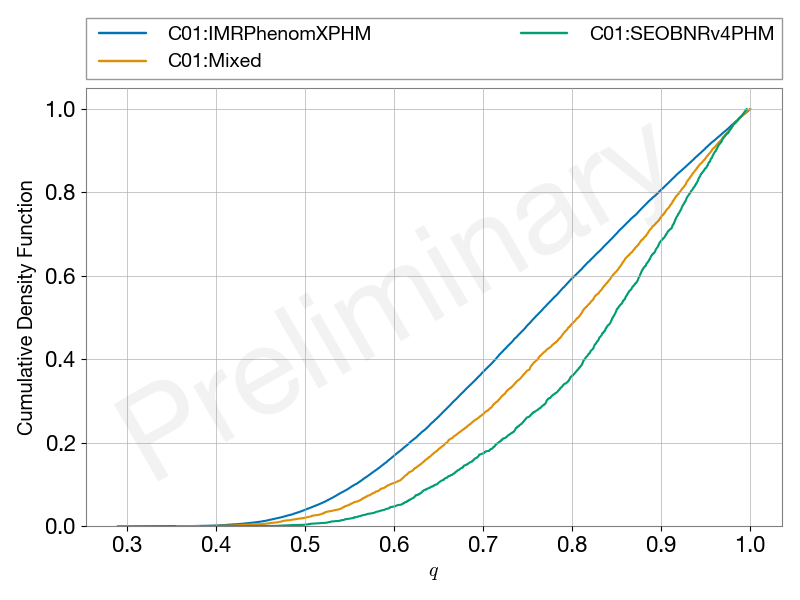 C01:IMRPhenomXPHM
C01:Mixed
C01:SEOBNRv4PHM
Preliminary
Cumulative Density Function
1.0
0.8
0.6
0.4
0.2
0.0
0.3 0.4 0.5 0.6 0.7 0.8 0.9 1.0
q